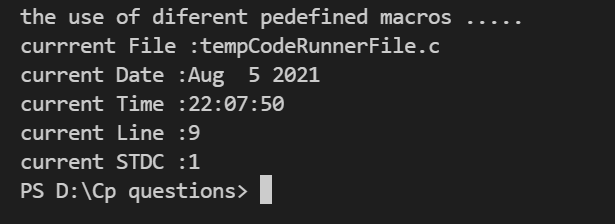 the use of diferent pedefined macros .....
currrent File :tempCodeRunnerFile.c
current Date :Aug  5 2021
current Time :22:07:50
current Line :9
current STDC :1
PS D:\Cp questions>